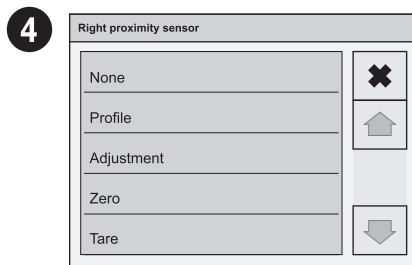 4
Right proximity sensor
None
Profile
Adjustment
Zero
Tare